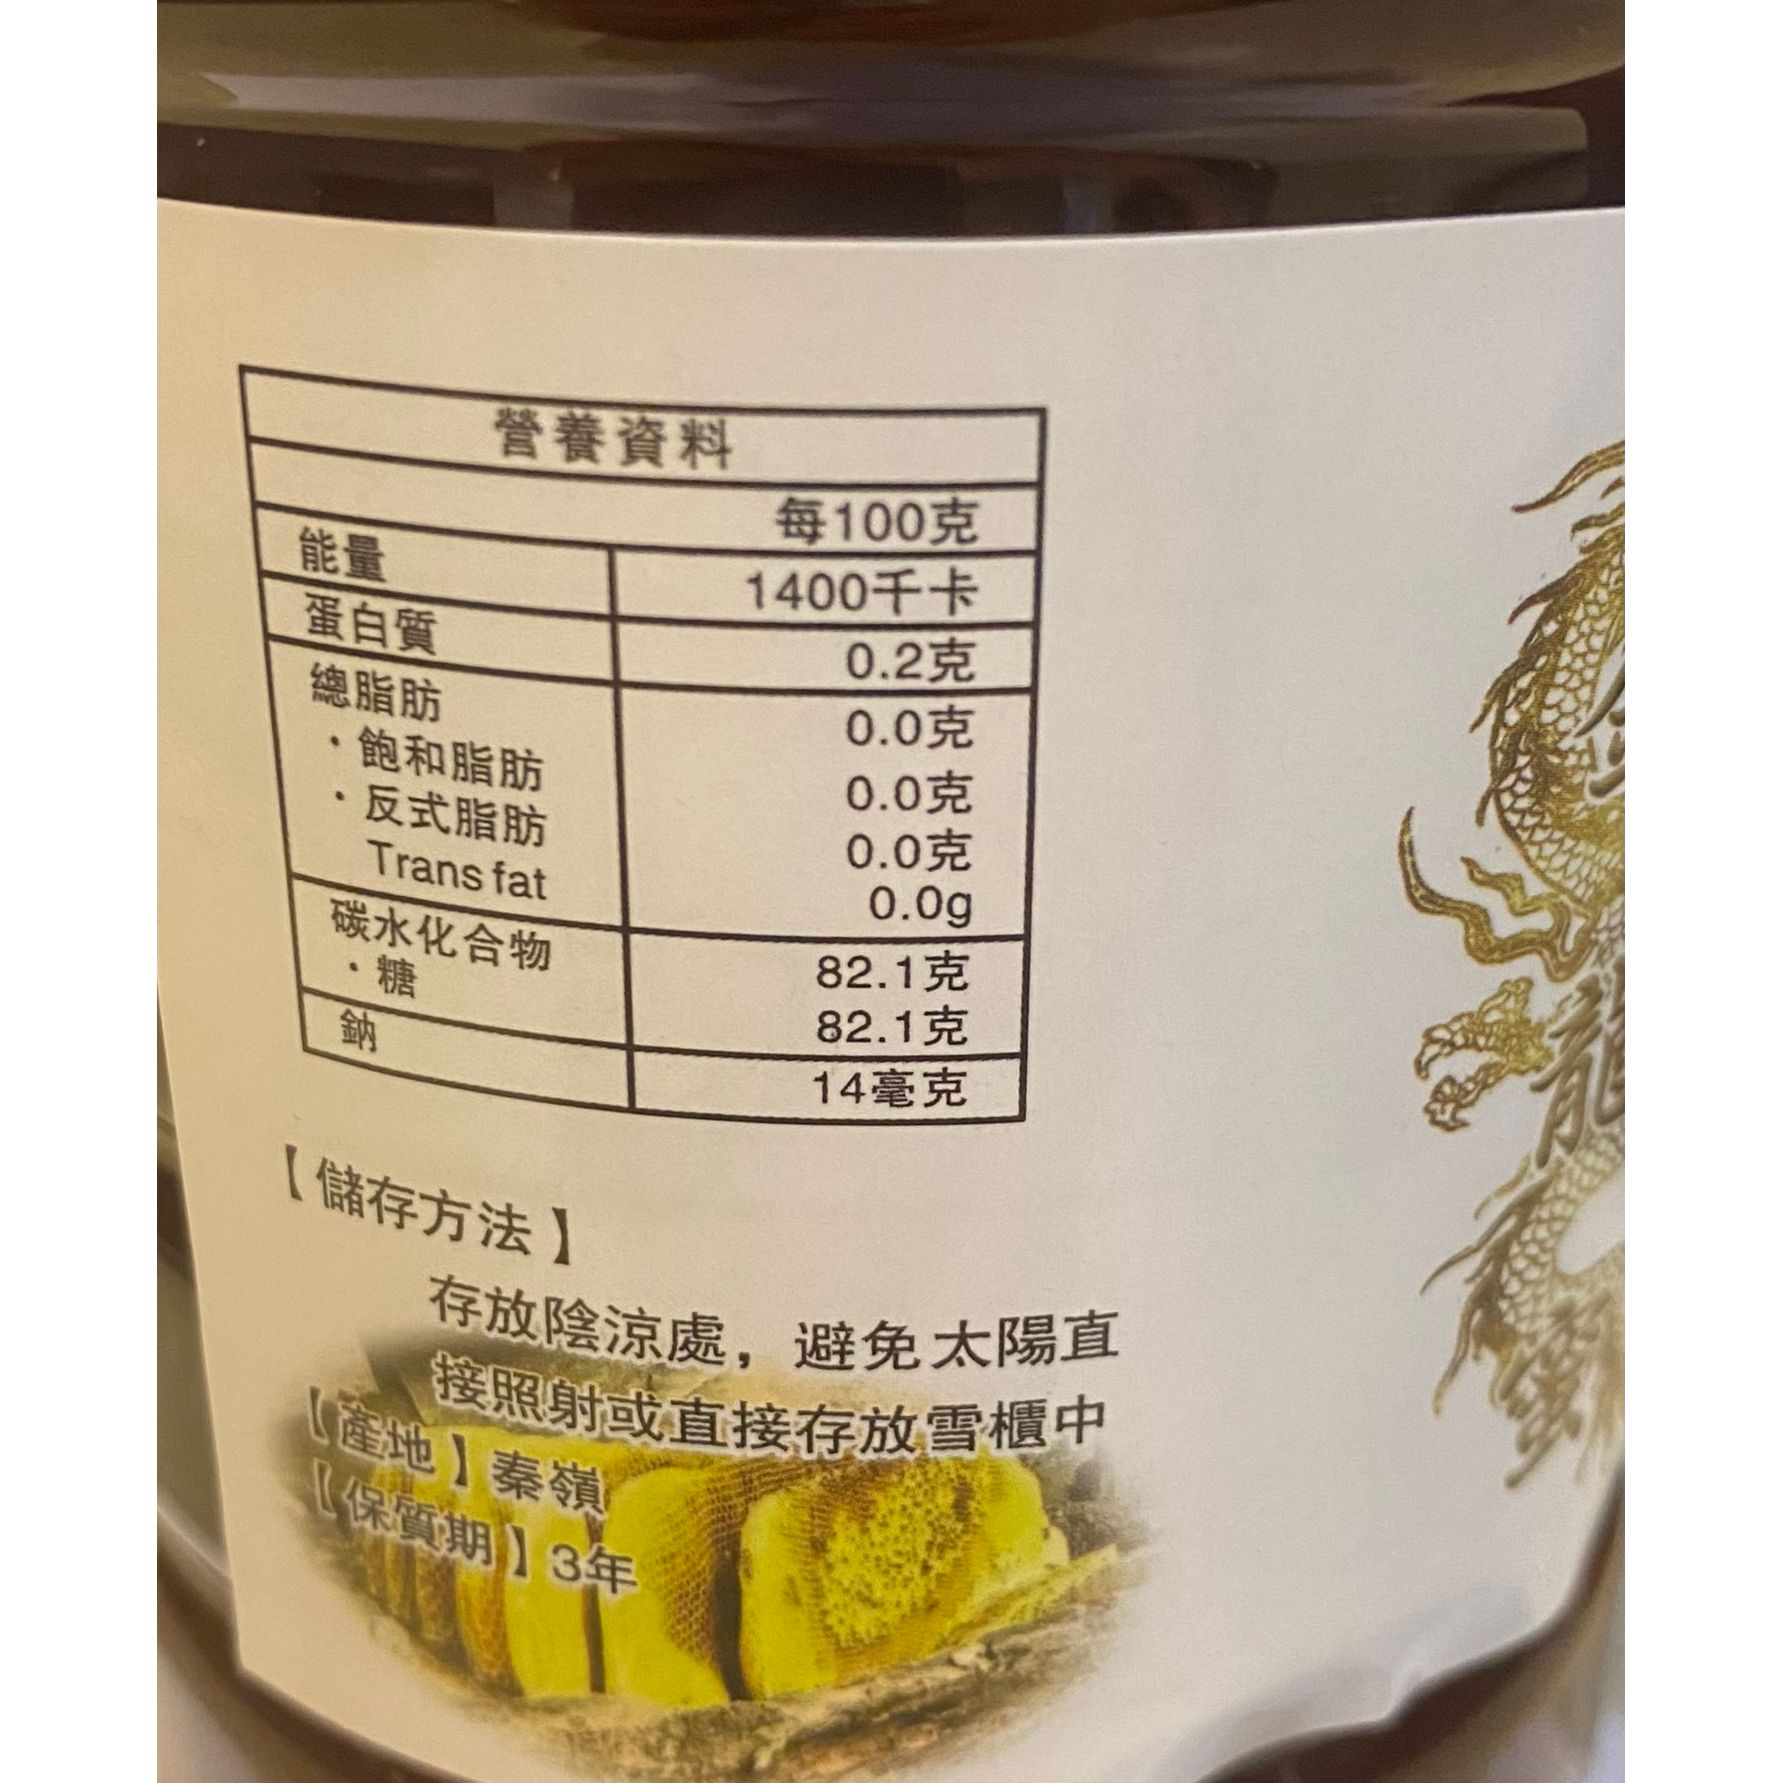 營養資料
每100克
能量 1400千卡
蛋白質 0.2克
總脂肪 0.0克
·飽和脂肪 0.0克
·反式脂肪 0.0克
Trans fat 0.0g
碳水化合物 82.1克
·糖 82.1克
鈉 14毫克
【儲存方法】
存放陰涼處，避免太陽直
接照射或直接存放雪櫃中
【產地】秦嶺
【保質期】3年
龍
蜜